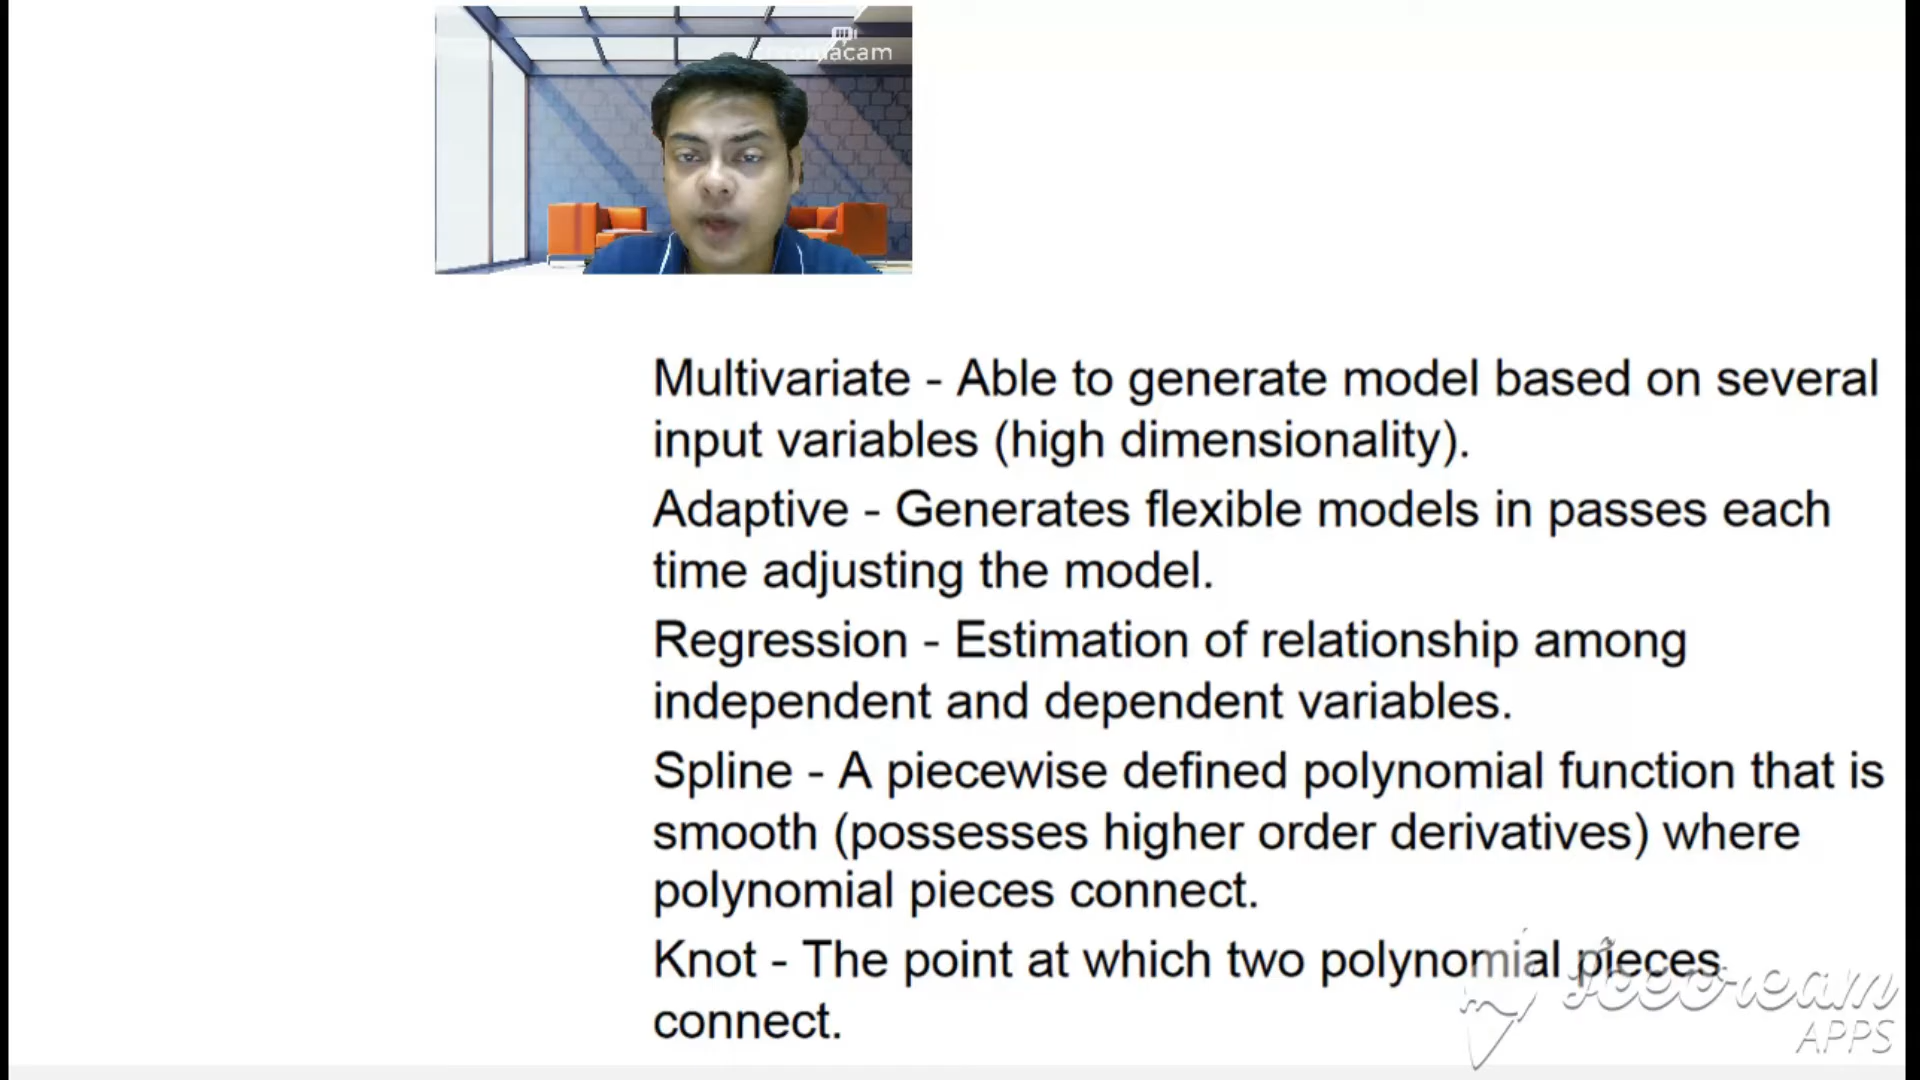 Multivariate - Able to generate model based on several
input variables (high dimensionality).
Adaptive - Generates flexible models in passes each
time adjusting the model.
Regression - Estimation of relationship among
independent and dependent variables.
Spline - A piecewise defined polynomial function that is
smooth (possesses higher order derivatives) where
polynomial pieces connect.
Knot - The point at which two polynomial pieces
connect.
icecream
APPS